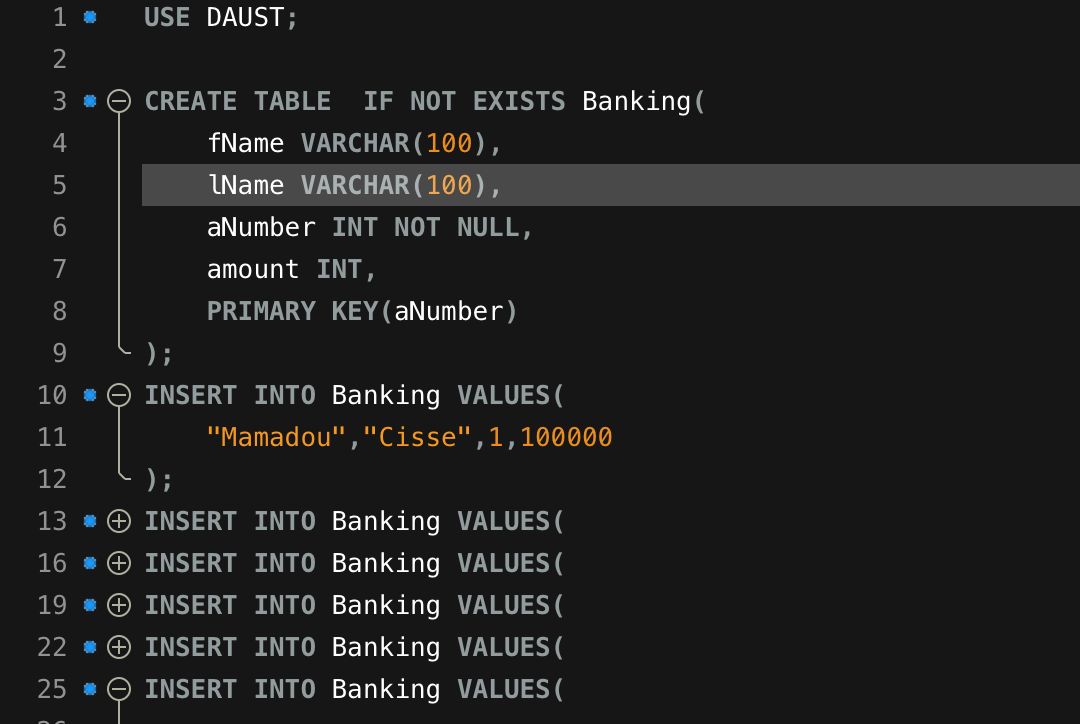 1 USE DAUST;
2
3 CREATE TABLE  IF NOT EXISTS Banking(
4     fName VARCHAR(100),
5     lName VARCHAR(100),
6     aNumber INT NOT NULL,
7     amount INT,
8     PRIMARY KEY(aNumber)
9 );
10 INSERT INTO Banking VALUES(
11     "Mamadou","Cisse",1,100000
12 );
13 INSERT INTO Banking VALUES(
16 INSERT INTO Banking VALUES(
19 INSERT INTO Banking VALUES(
22 INSERT INTO Banking VALUES(
25 INSERT INTO Banking VALUES(